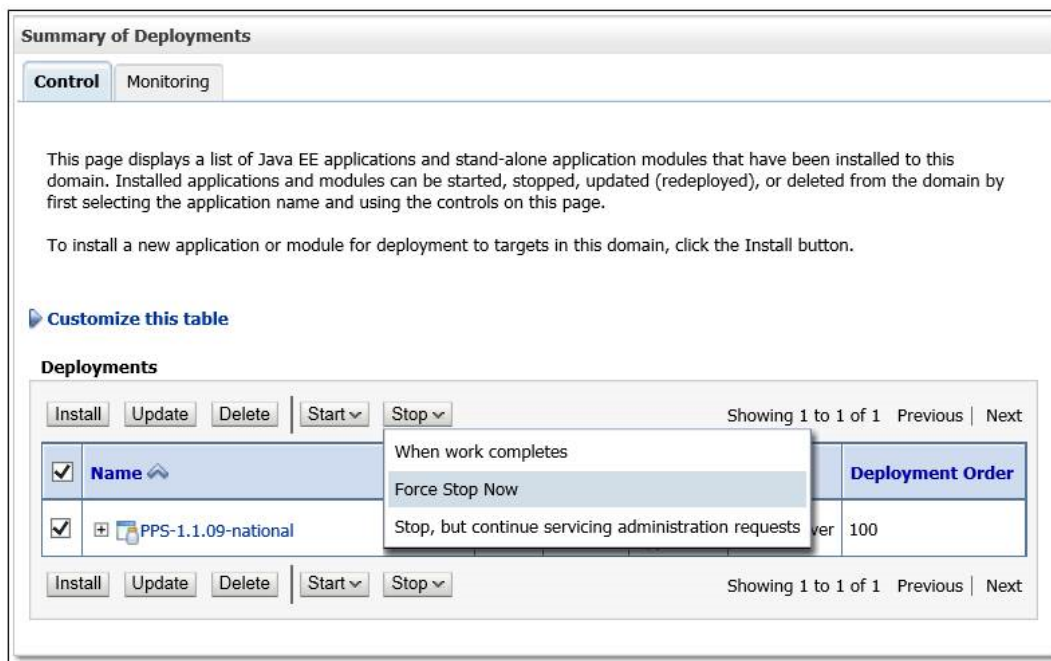 Summary of Deployments
Control Monitoring
This page displays a list of Java EE applications and stand-alone application modules that have been installed to this
domain. Installed applications and modules can be started, stopped, updated (redeployed), or deleted from the domain by
first selecting the application name and using the controls on this page.
To install a new application or module for deployment to targets in this domain, click the Install button.
Customize this table
Deployments
Install Update Delete Start Stop Showing 1 to 1 of 1 Previous Next
When work completes
Name Deployment Order
Force Stop Now
PPS-1.1.09-national Stop, but continue servicing administration requests 100
Install Update Delete Start Stop Showing 1 to 1 of 1 Previous Next